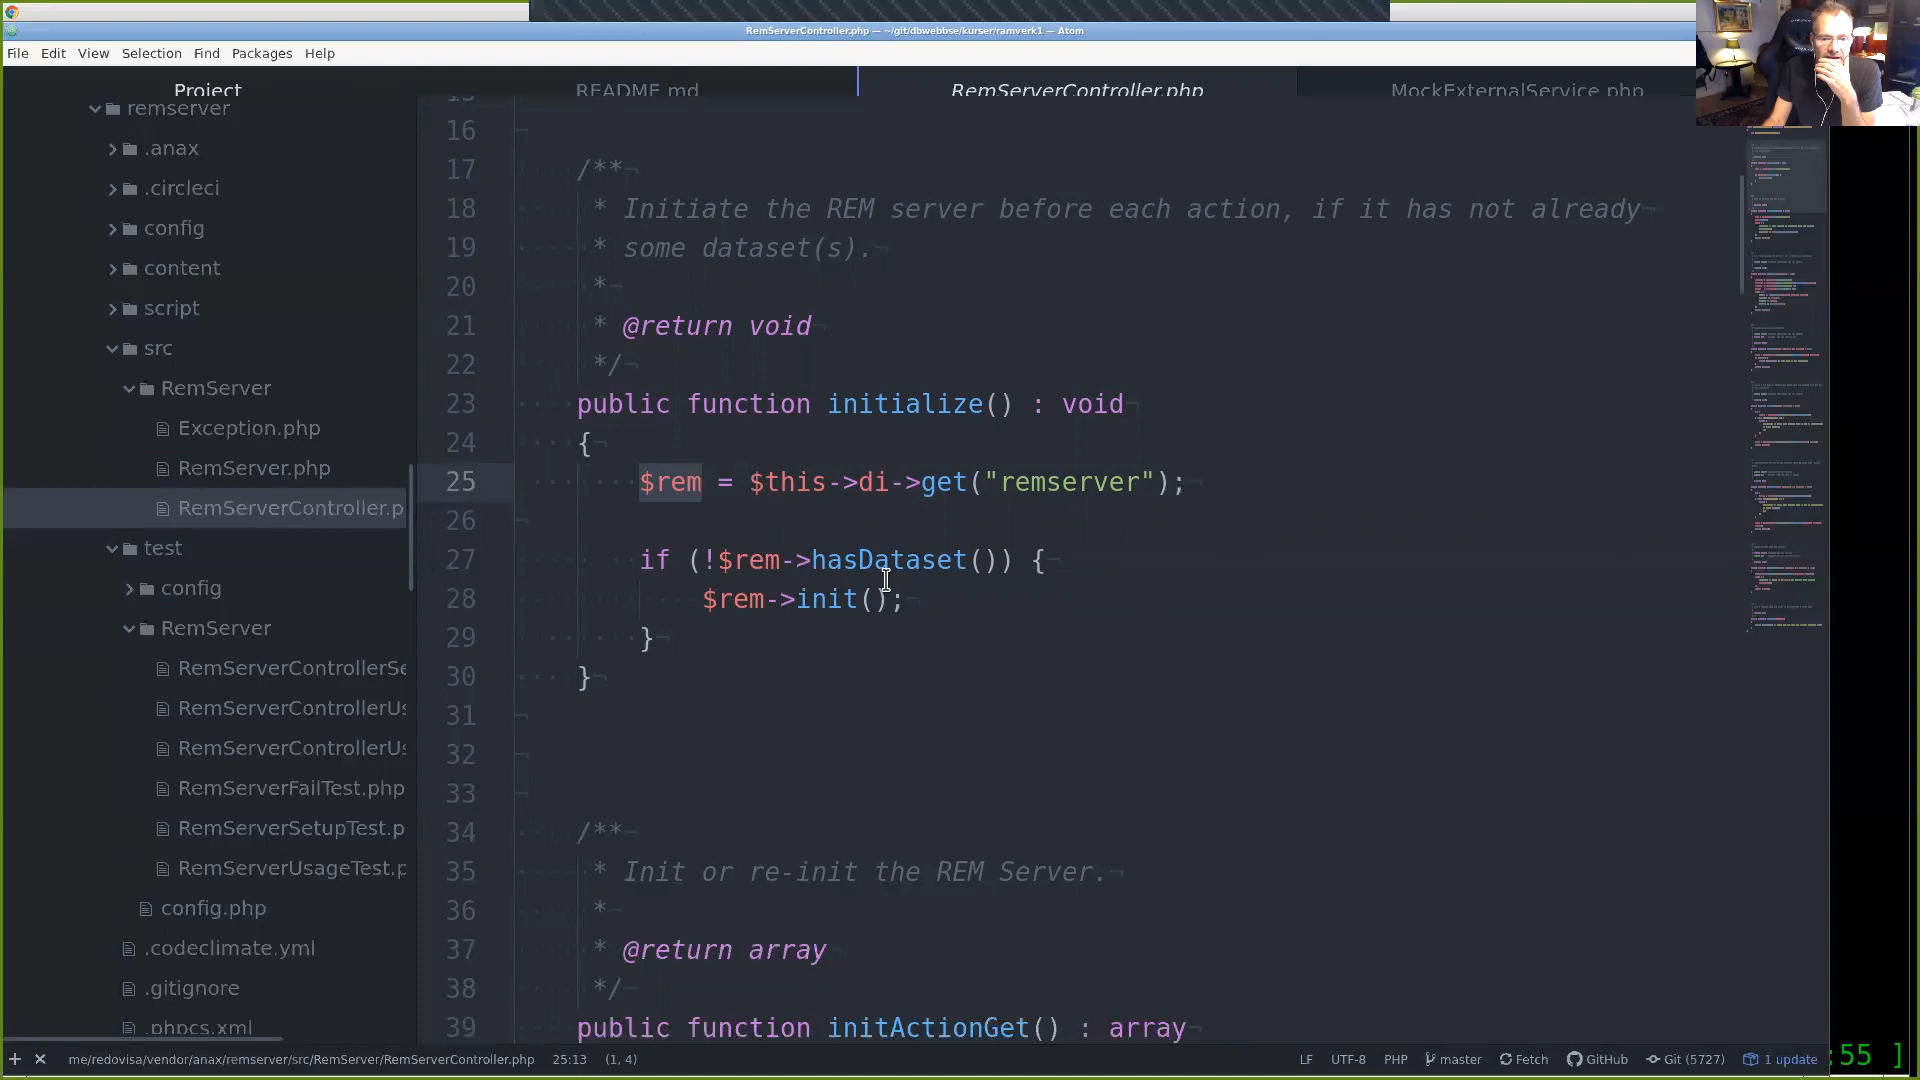 RemServerController.php — ~/git/dbwebbse/kurser/ramverk1 — Atom
File Edit View Selection Find Packages Help
Project
README.md
RemServerController.php
MockExternalService.php
remserver
.anax
.circleci
config
content
script
src
RemServer
Exception.php
RemServer.php
RemServerController.p
test
config
RemServer
RemServerControllerSe
RemServerControllerUs
RemServerControllerUs
RemServerFailTest.php
RemServerSetupTest.p
RemServerUsageTest.p
config.php
.codeclimate.yml
.gitignore
.phpcs.xml
15
16
17 /**
18 * Initiate the REM server before each action, if it has not already
19 * some dataset(s).
20 *
21 * @return void
22 */
23 public function initialize() : void
24 {
25 $rem = $this->di->get("remserver");
26
27 if (!$rem->hasDataset()) {
28 $rem->init();
29 }
30 }
31
32
33
34 /**
35 * Init or re-init the REM Server.
36 *
37 * @return array
38 */
39 public function initActionGet() : array
me/redovisa/vendor/anax/remserver/src/RemServer/RemServerController.php 25:13 (1, 4) LF UTF-8 PHP master Fetch GitHub Git (5727) 1 update
:55 ]